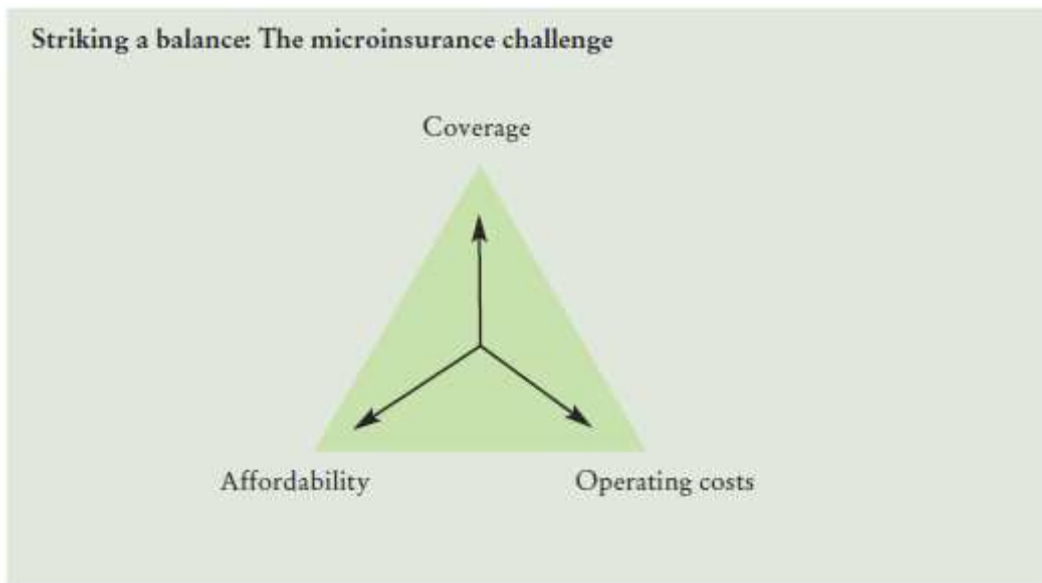 Striking a balance: The microinsurance challenge
Coverage
Affordability
Operating costs